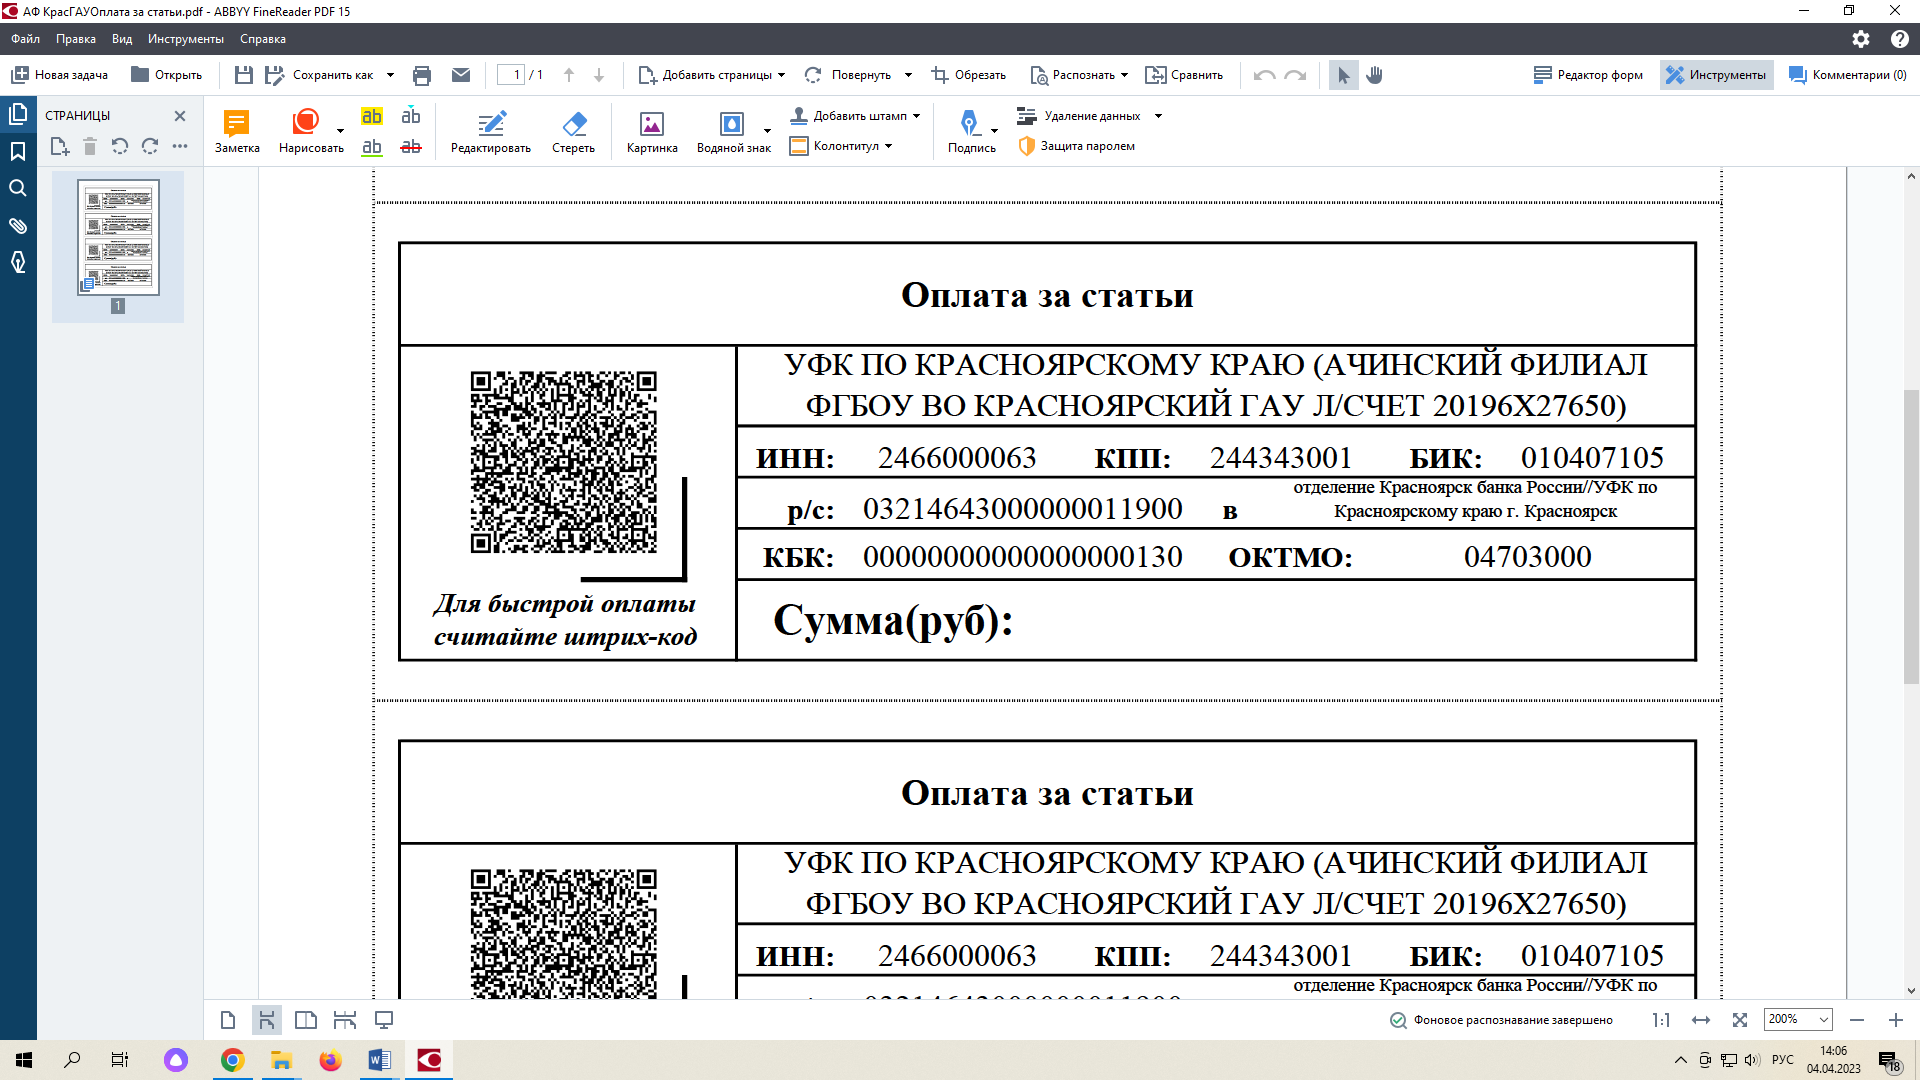 АФ КрасГАУОплата за статьи.pdf - ABBYY FineReader PDF 15
Файл Правка Вид Инструменты Справка
Новая задача Открыть Сохранить как 1 / 1 Добавить страницы Повернуть Обрезать Распознать Сравнить Редактор форм Инструменты Комментарии (0)
СТРАНИЦЫ
Заметка Нарисовать ab ab ab ab Редактировать Стереть Картинка Водяной знак Добавить штамп Колонтитул Подпись Удаление данных Защита паролем
1
Оплата за статьи
УФК ПО КРАСНОЯРСКОМУ КРАЮ (АЧИНСКИЙ ФИЛИАЛ
ФГБОУ ВО КРАСНОЯРСКИЙ ГАУ Л/СЧЕТ 20196Х27650)
ИНН: 2466000063 КПП: 244343001 БИК: 010407105
р/с: 03214643000000011900 в отделение Красноярск банка России//УФК по
Красноярскому краю г. Красноярск
КБК: 00000000000000000130 ОКТМО: 04703000
Для быстрой оплаты
считайте штрих-код
Сумма(руб):
Оплата за статьи
УФК ПО КРАСНОЯРСКОМУ КРАЮ (АЧИНСКИЙ ФИЛИАЛ
ФГБОУ ВО КРАСНОЯРСКИЙ ГАУ Л/СЧЕТ 20196Х27650)
ИНН: 2466000063 КПП: 244343001 БИК: 010407105
отделение Красноярск банка России//УФК по
Фоновое распознавание завершено 1:1 200%
РУС 14:06
04.04.2023 18